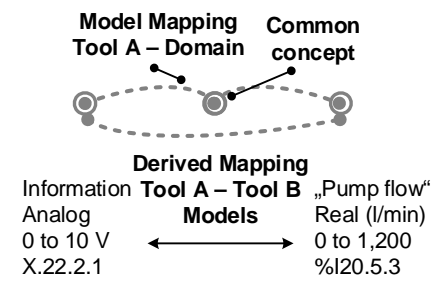 Model Mapping
Tool A – Domain
Common
concept
Derived Mapping
Tool A – Tool B
Models
Information
Analog
0 to 10 V
X.22.2.1
„Pump flow“
Real (l/min)
0 to 1,200
%I20.5.3